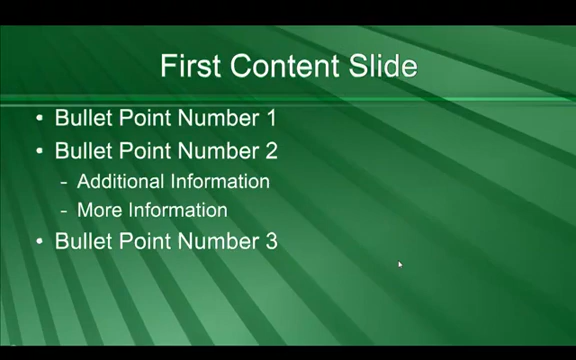 First Content Slide
• Bullet Point Number 1
• Bullet Point Number 2
- Additional Information
- More Information
• Bullet Point Number 3